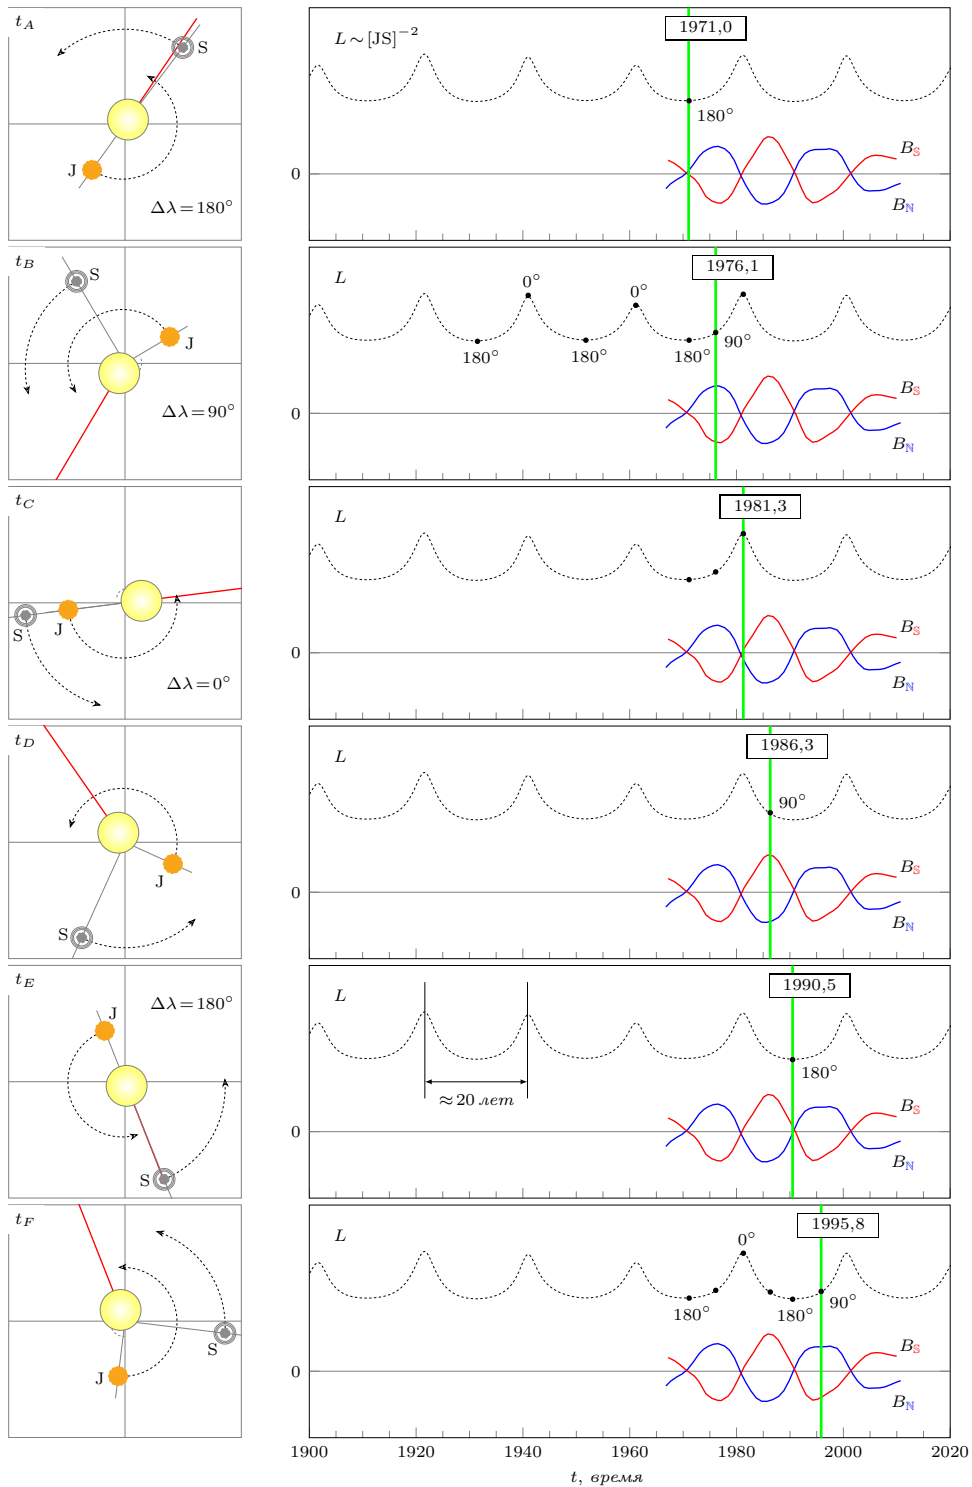 t_A
S
J
Δλ=180°
L∼[JS]⁻²
1971,0
180°
0
B_𝕊
B_ℕ
t_B
S
J
Δλ=90°
L
1976,1
0°
0°
180°
180°
180°
90°
0
B_𝕊
B_ℕ
t_C
S
J
Δλ=0°
L
1981,3
0
B_𝕊
B_ℕ
t_D
J
S
L
1986,3
90°
0
B_𝕊
B_ℕ
t_E
J
Δλ=180°
S
L
1990,5
180°
≈20 лет
0
B_𝕊
B_ℕ
t_F
S
J
L
1995,8
0°
180°
180°
90°
0
B_𝕊
B_ℕ
1900 1920 1940 1960 1980 2000 2020
t, время